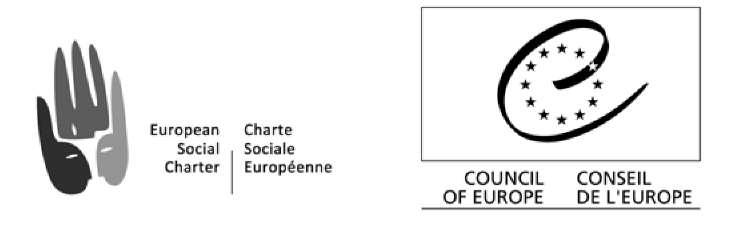 European
Social
Charter
Charte
Sociale
Européenne
COUNCIL
OF EUROPE
CONSEIL
DE L'EUROPE